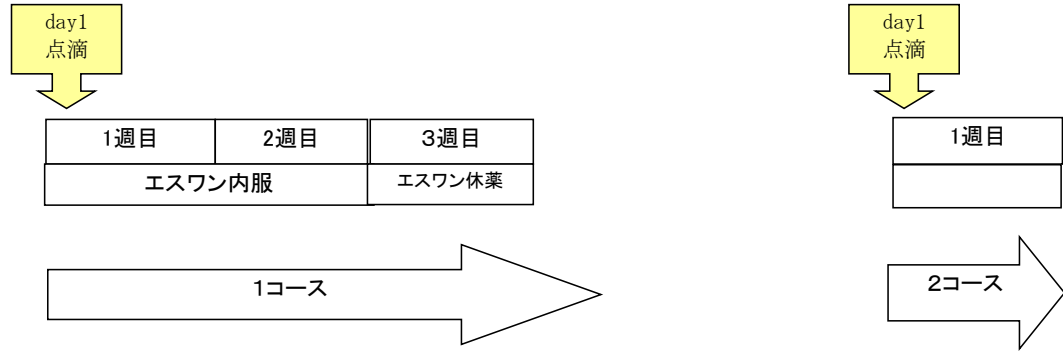 day1
点滴
day1
点滴
1週目
2週目
3週目
1週目
エスワン内服
エスワン休薬
1コース
2コース